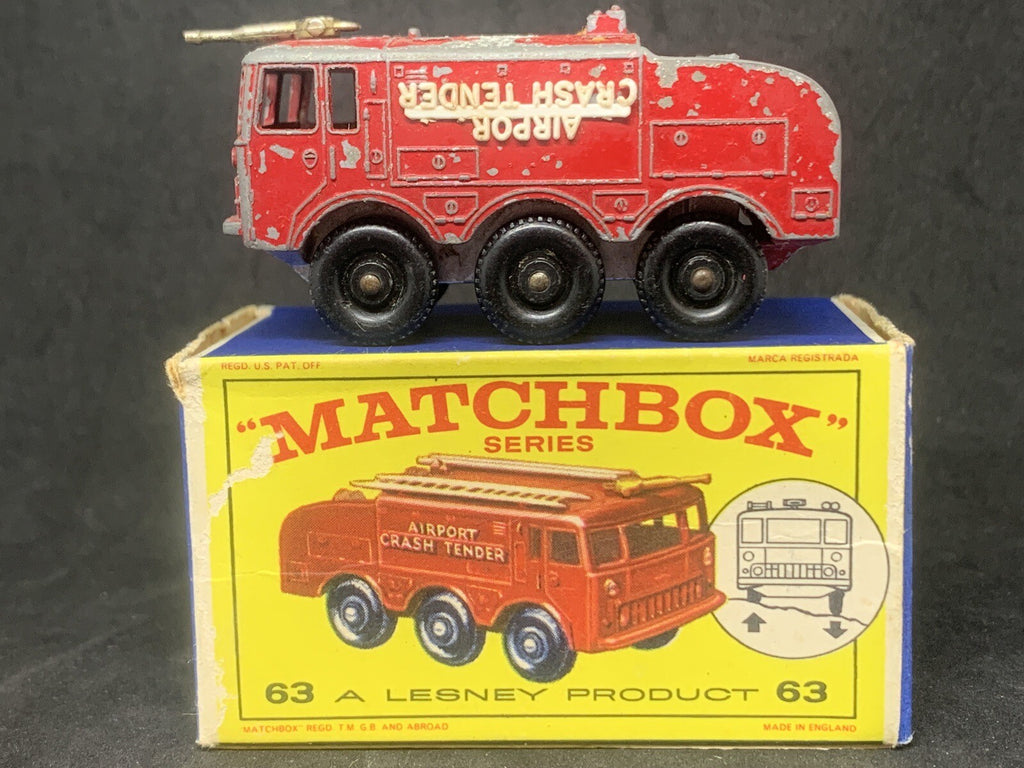 AIRPOR
CRASH TENDER
REGD. U.S. PAT. OFF.
MARCA REGISTRADA
"MATCHBOX"
SERIES
AIRPORT
CRASH TENDER
63 A LESNEY PRODUCT 63
MATCHBOX" REGD T.M. G.B. AND ABROAD
MADE IN ENGLAND